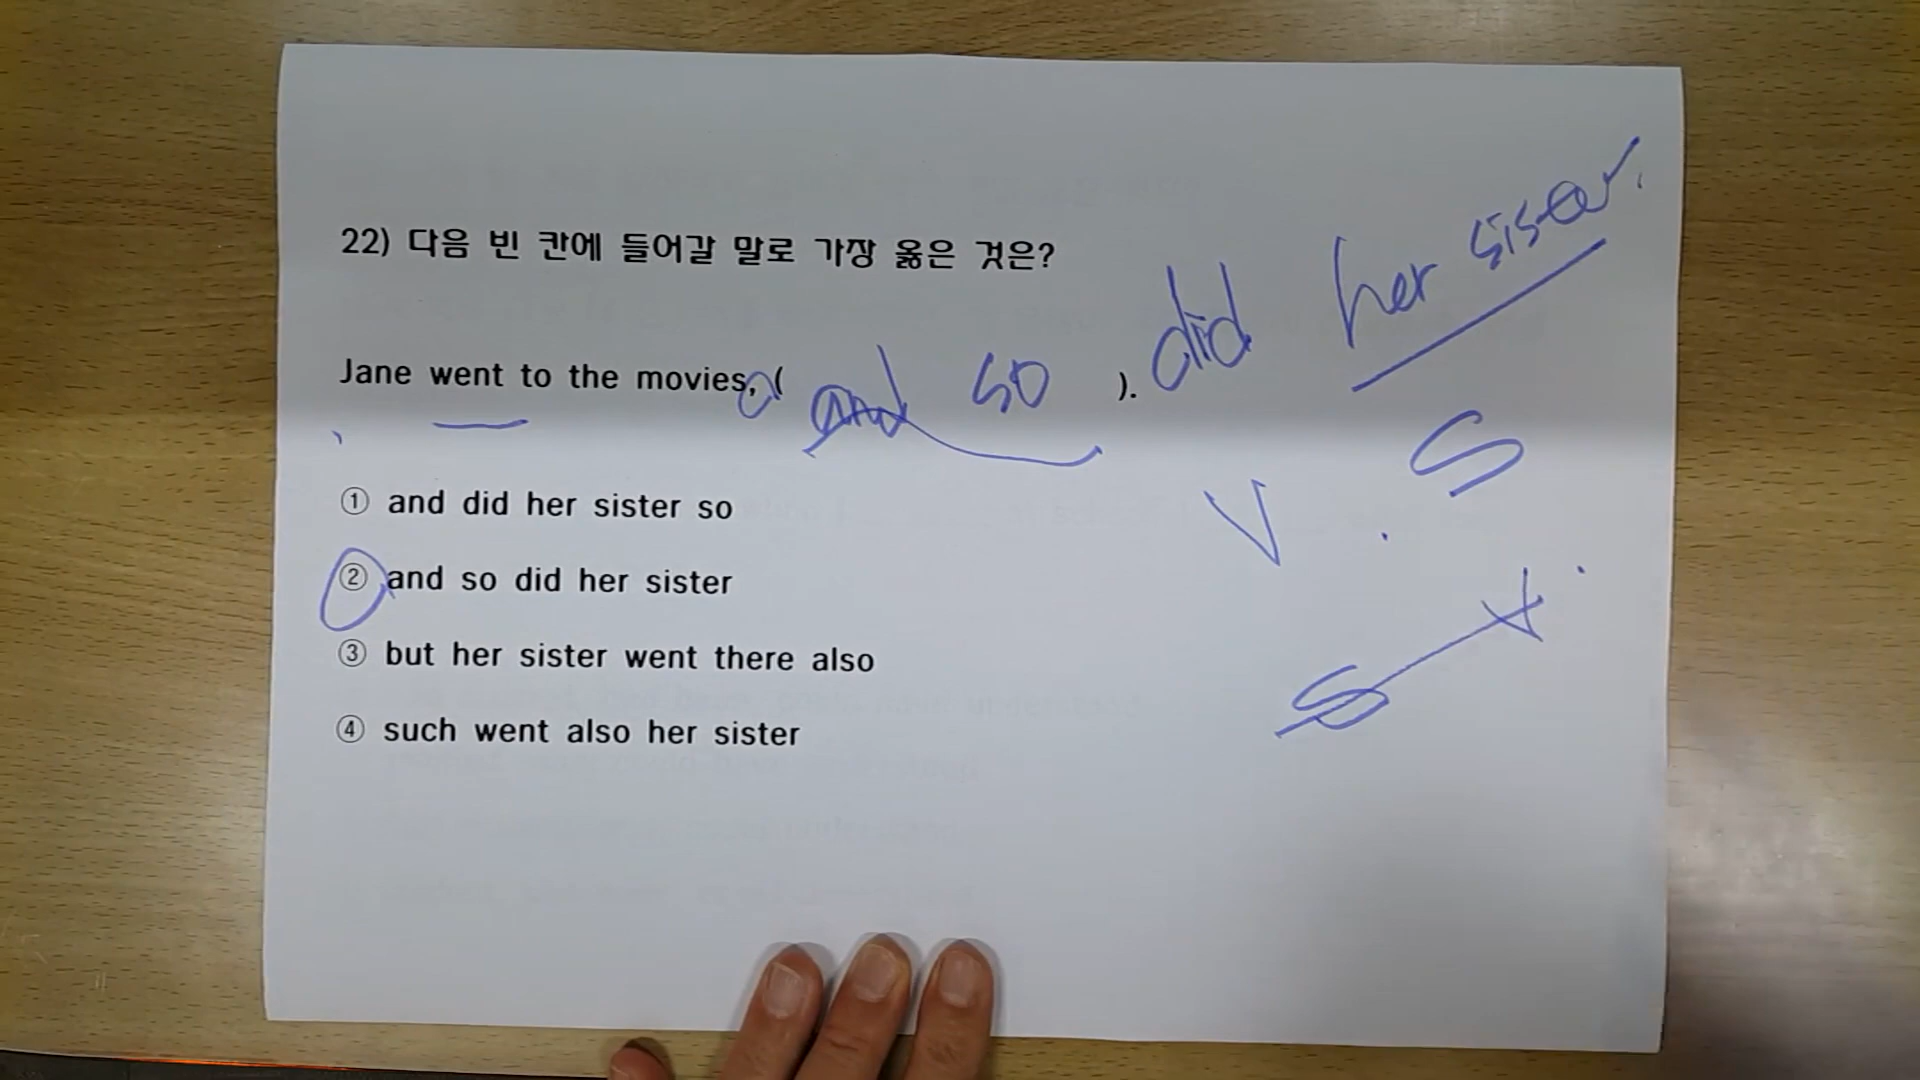 22) 다음 빈 칸에 들어갈 말로 가장 옳은 것은?
Jane went to the movies, ( and so ). did her sister.
V S
S V
① and did her sister so
② and so did her sister
③ but her sister went there also
④ such went also her sister